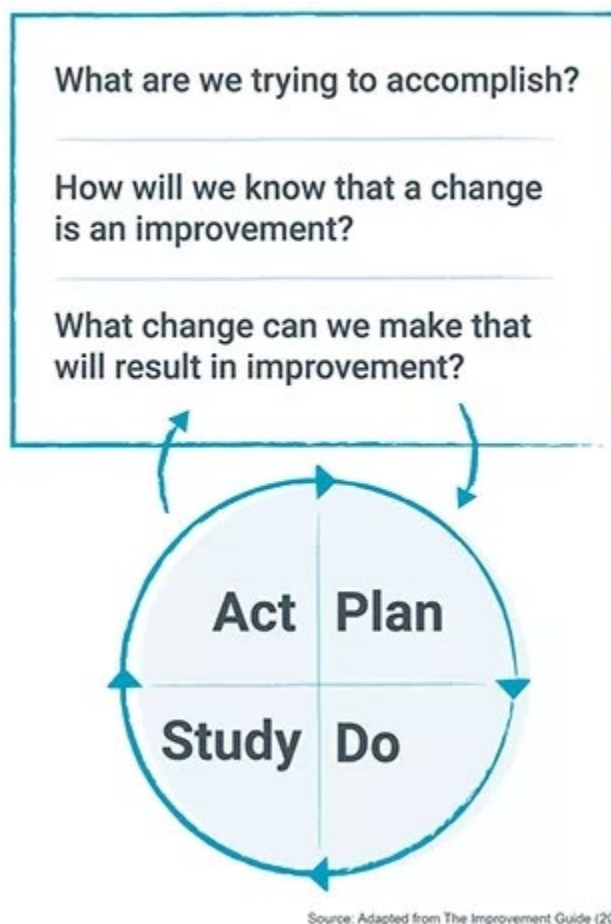 What are we trying to accomplish?
How will we know that a change
is an improvement?
What change can we make that
will result in improvement?
Act Plan
Study Do
Source: Adapted from The Improvement Guide (20